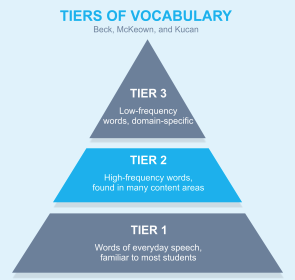 TIERS OF VOCABULARY
Beck, McKeown, and Kucan
TIER 3
Low-frequency
words, domain-specific
TIER 2
High-frequency words,
found in many content areas
TIER 1
Words of everyday speech,
familiar to most students